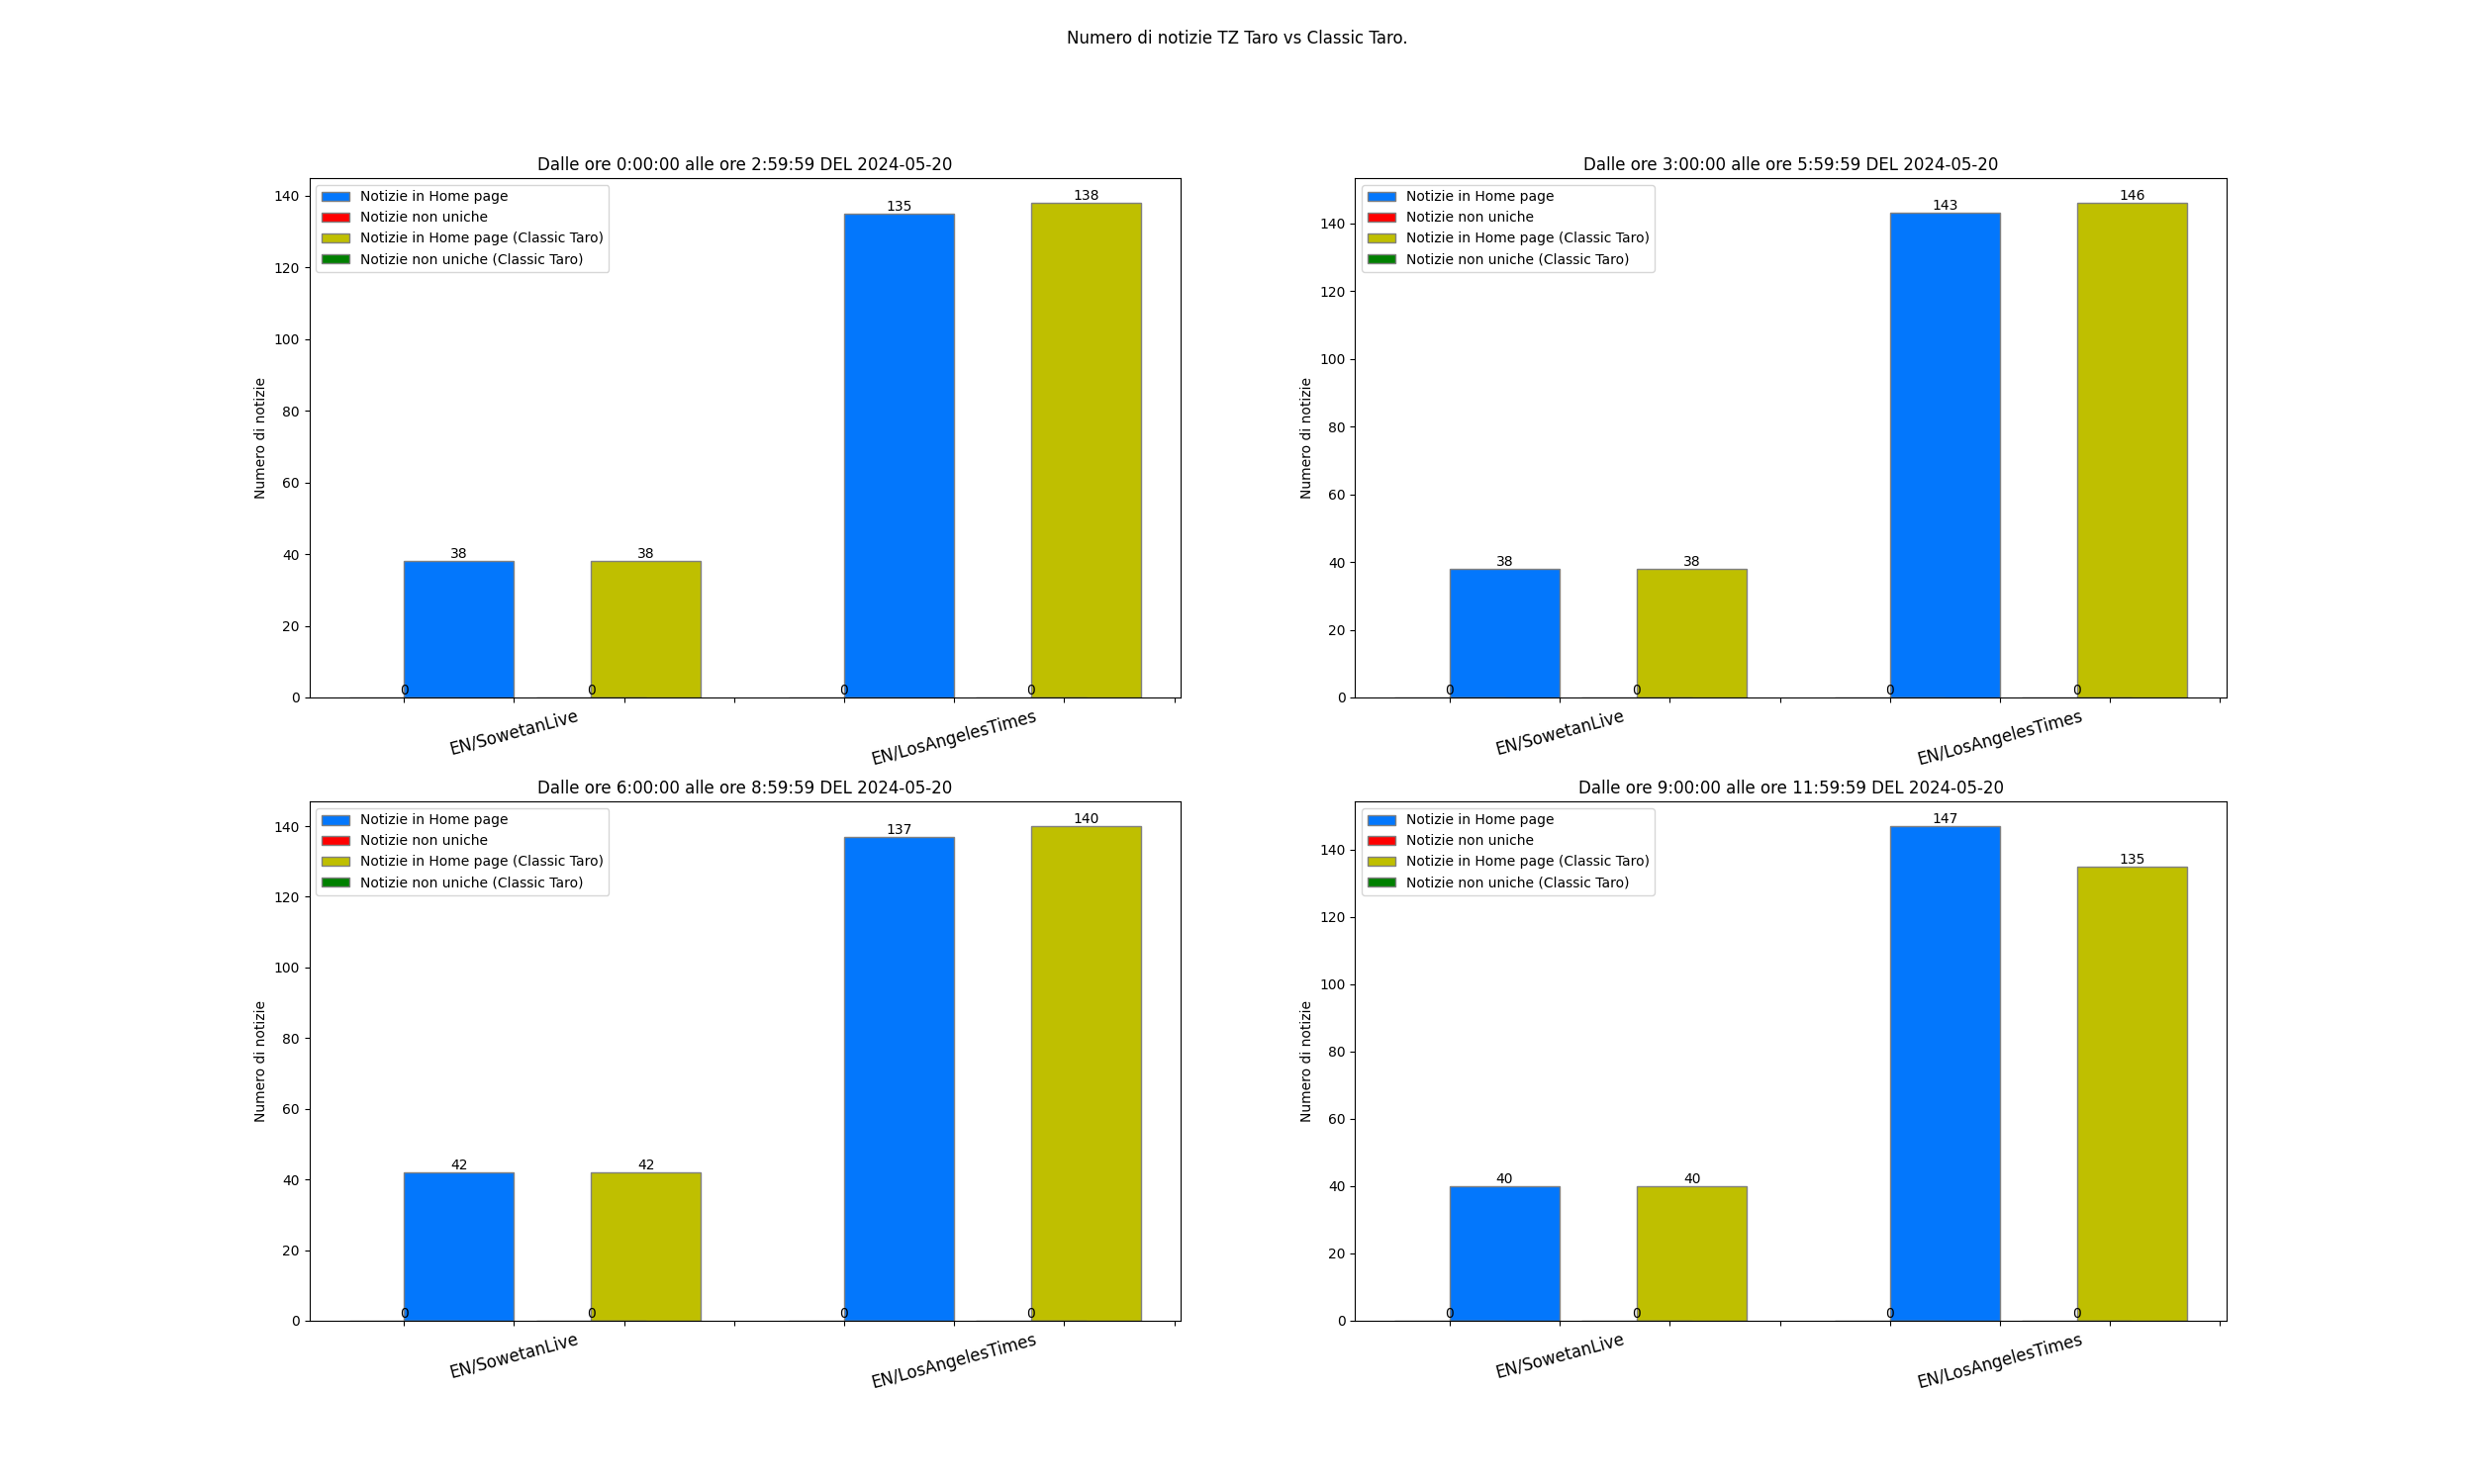 Numero di notizie TZ Taro vs Classic Taro.
Dalle ore 0:00:00 alle ore 2:59:59 DEL 2024-05-20
Notizie in Home page
Notizie non uniche
Notizie in Home page (Classic Taro)
Notizie non uniche (Classic Taro)
Numero di notizie
140
120
100
80
60
40
20
0
38
38
135
138
0
0
0
0
EN/SowetanLive
EN/LosAngelesTimes
Dalle ore 3:00:00 alle ore 5:59:59 DEL 2024-05-20
Notizie in Home page
Notizie non uniche
Notizie in Home page (Classic Taro)
Notizie non uniche (Classic Taro)
Numero di notizie
140
120
100
80
60
40
20
0
38
38
143
146
0
0
0
0
EN/SowetanLive
EN/LosAngelesTimes
Dalle ore 6:00:00 alle ore 8:59:59 DEL 2024-05-20
Notizie in Home page
Notizie non uniche
Notizie in Home page (Classic Taro)
Notizie non uniche (Classic Taro)
Numero di notizie
140
120
100
80
60
40
20
0
42
42
137
140
0
0
0
0
EN/SowetanLive
EN/LosAngelesTimes
Dalle ore 9:00:00 alle ore 11:59:59 DEL 2024-05-20
Notizie in Home page
Notizie non uniche
Notizie in Home page (Classic Taro)
Notizie non uniche (Classic Taro)
Numero di notizie
140
120
100
80
60
40
20
0
40
40
147
135
0
0
0
0
EN/SowetanLive
EN/LosAngelesTimes